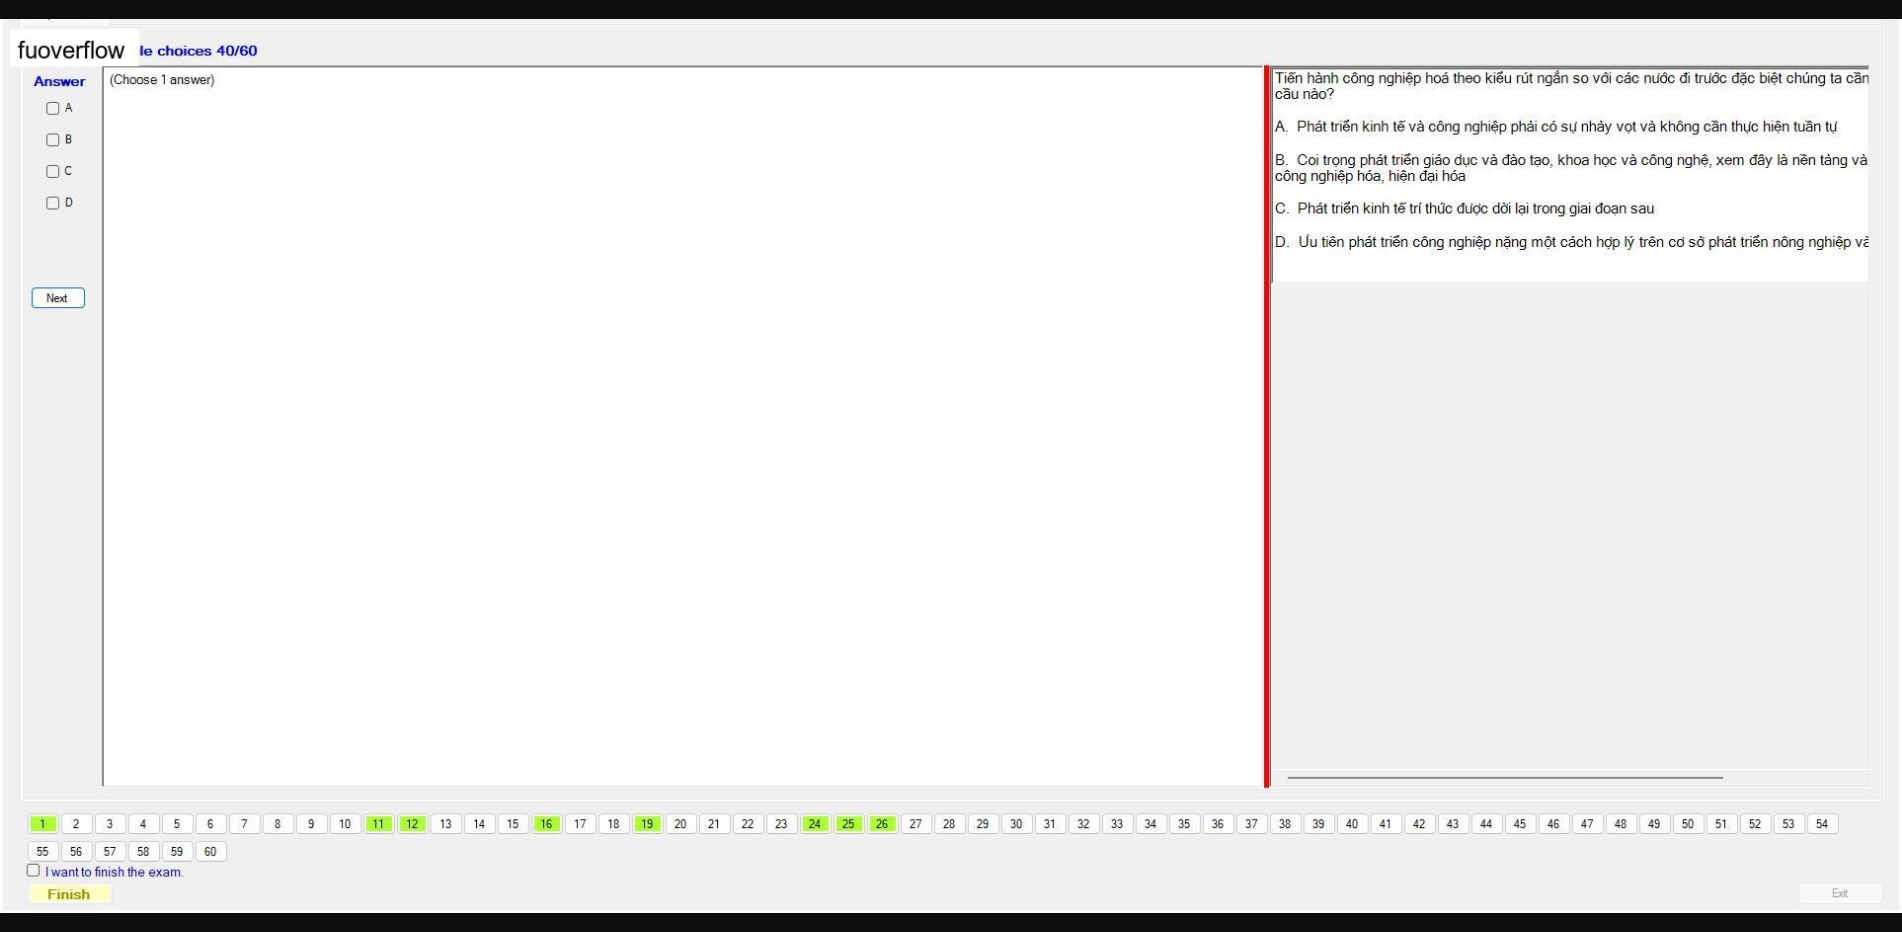 fuoverflow
le choices 40/60
Answer
(Choose 1 answer)
A
B
C
D
Next
Tiến hành công nghiệp hoá theo kiểu rút ngắn so với các nước đi trước đặc biệt chúng ta cần
cầu nào?
A. Phát triển kinh tế và công nghiệp phải có sự nhảy vọt và không cần thực hiện tuần tự
B. Coi trọng phát triển giáo dục và đào tạo, khoa học và công nghệ, xem đây là nền tảng và
công nghiệp hóa, hiện đại hóa
C. Phát triển kinh tế trí thức được dời lại trong giai đoạn sau
D. Ưu tiên phát triển công nghiệp nặng một cách hợp lý trên cơ sở phát triển nông nghiệp và
1 2 3 4 5 6 7 8 9 10 11 12 13 14 15 16 17 18 19 20 21 22 23 24 25 26 27 28 29 30 31 32 33 34 35 36 37 38 39 40 41 42 43 44 45 46 47 48 49 50 51 52 53 54
55 56 57 58 59 60
I want to finish the exam.
Finish
Exit